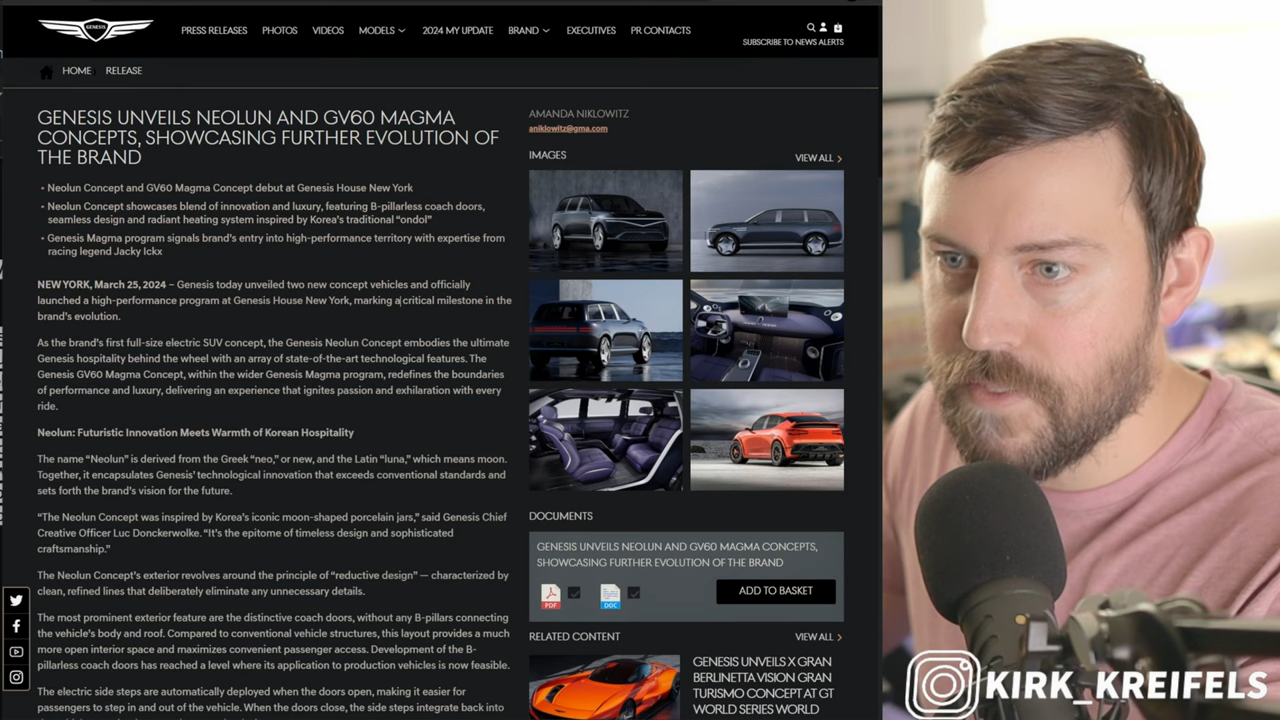 GENESIS
PRESS RELEASES
PHOTOS
VIDEOS
MODELS
2024 MY UPDATE
BRAND
EXECUTIVES
PR CONTACTS
SUBSCRIBE TO NEWS ALERTS
HOME
RELEASE
GENESIS UNVEILS NEOLUN AND GV60 MAGMA
CONCEPTS, SHOWCASING FURTHER EVOLUTION OF
THE BRAND
• Neolun Concept and GV60 Magma Concept debut at Genesis House New York
• Neolun Concept showcases blend of innovation and luxury, featuring B-pillarless coach doors,
seamless design and radiant heating system inspired by Korea's traditional “ondol”
• Genesis Magma program signals brand's entry into high-performance territory with expertise from
racing legend Jacky Ickx
NEW YORK, March 25, 2024 – Genesis today unveiled two new concept vehicles and officially
launched a high-performance program at Genesis House New York, marking a critical milestone in the
brand's evolution.
As the brand's first full-size electric SUV concept, the Genesis Neolun Concept embodies the ultimate
Genesis hospitality behind the wheel with an array of state-of-the-art technological features. The
Genesis GV60 Magma Concept, within the wider Genesis Magma program, redefines the boundaries
of performance and luxury, delivering an experience that ignites passion and exhilaration with every
ride.
Neolun: Futuristic Innovation Meets Warmth of Korean Hospitality
The name “Neolun” is derived from the Greek “neo,” or new, and the Latin “luna,” which means moon.
Together, it encapsulates Genesis' technological innovation that exceeds conventional standards and
sets forth the brand's vision for the future.
“The Neolun Concept was inspired by Korea's iconic moon-shaped porcelain jars,” said Genesis Chief
Creative Officer Luc Donckerwolke. “It's the epitome of timeless design and sophisticated
craftsmanship.”
The Neolun Concept's exterior revolves around the principle of “reductive design” — characterized by
clean, refined lines that deliberately eliminate any unnecessary details.
The most prominent exterior feature are the distinctive coach doors, without any B-pillars connecting
the vehicle's body and roof. Compared to conventional vehicle structures, this layout provides a much
more open interior space and maximizes convenient passenger access. Development of the B-
pillarless coach doors has reached a level where its application to production vehicles is now feasible.
The electric side steps are automatically deployed when the doors open, making it easier for
passengers to step in and out of the vehicle. When the doors close, the side steps integrate back into
AMANDA NIKLOWITZ
aniklowitz@gma.com
IMAGES
VIEW ALL
DOCUMENTS
GENESIS UNVEILS NEOLUN AND GV60 MAGMA CONCEPTS,
SHOWCASING FURTHER EVOLUTION OF THE BRAND
PDF
DOC
ADD TO BASKET
RELATED CONTENT
VIEW ALL
GENESIS UNVEILS X GRAN
BERLINETTA VISION GRAN
TURISMO CONCEPT AT GT
WORLD SERIES WORLD
KIRK_KREIFELS